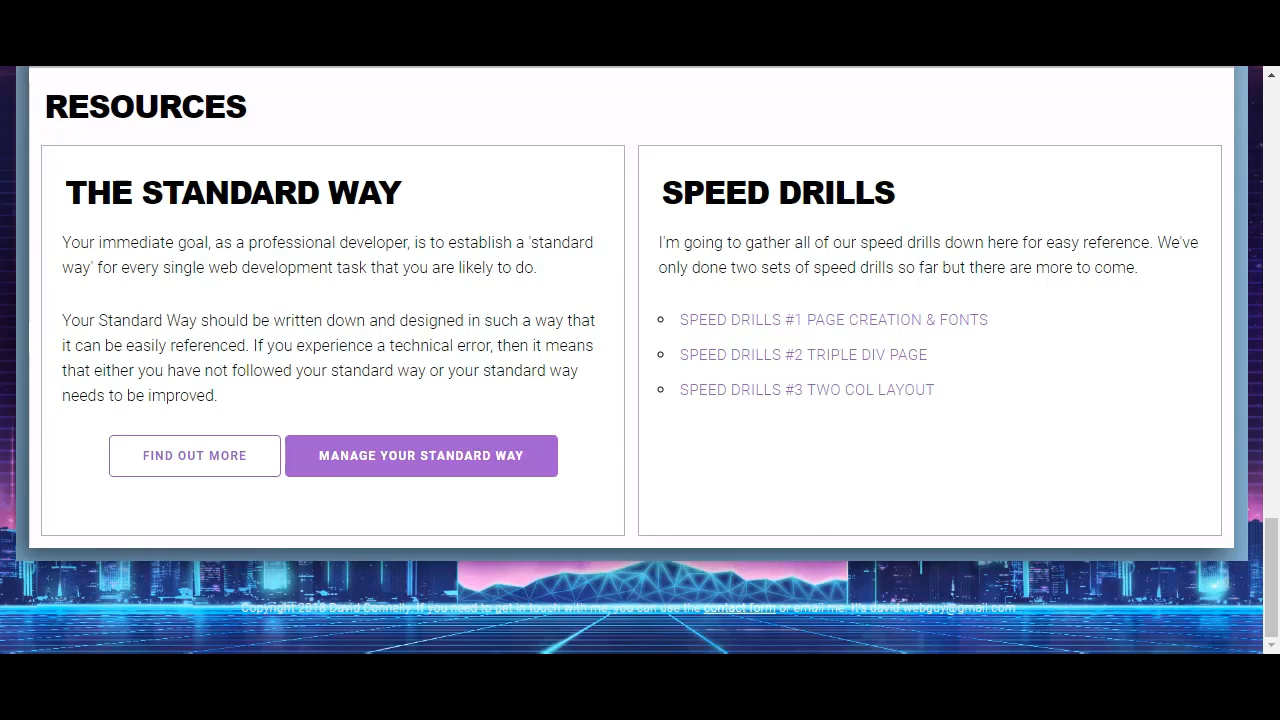 RESOURCES
THE STANDARD WAY
Your immediate goal, as a professional developer, is to establish a 'standard
way' for every single web development task that you are likely to do.
Your Standard Way should be written down and designed in such a way that
it can be easily referenced. If you experience a technical error, then it means
that either you have not followed your standard way or your standard way
needs to be improved.
FIND OUT MORE
MANAGE YOUR STANDARD WAY
SPEED DRILLS
I'm going to gather all of our speed drills down here for easy reference. We've
only done two sets of speed drills so far but there are more to come.
SPEED DRILLS #1 PAGE CREATION & FONTS
SPEED DRILLS #2 TRIPLE DIV PAGE
SPEED DRILLS #3 TWO COL LAYOUT
Copyright 2018 David Connelly. If you need to get in touch with me, you can use the contact form or email me. It's david.webguy@gmail.com